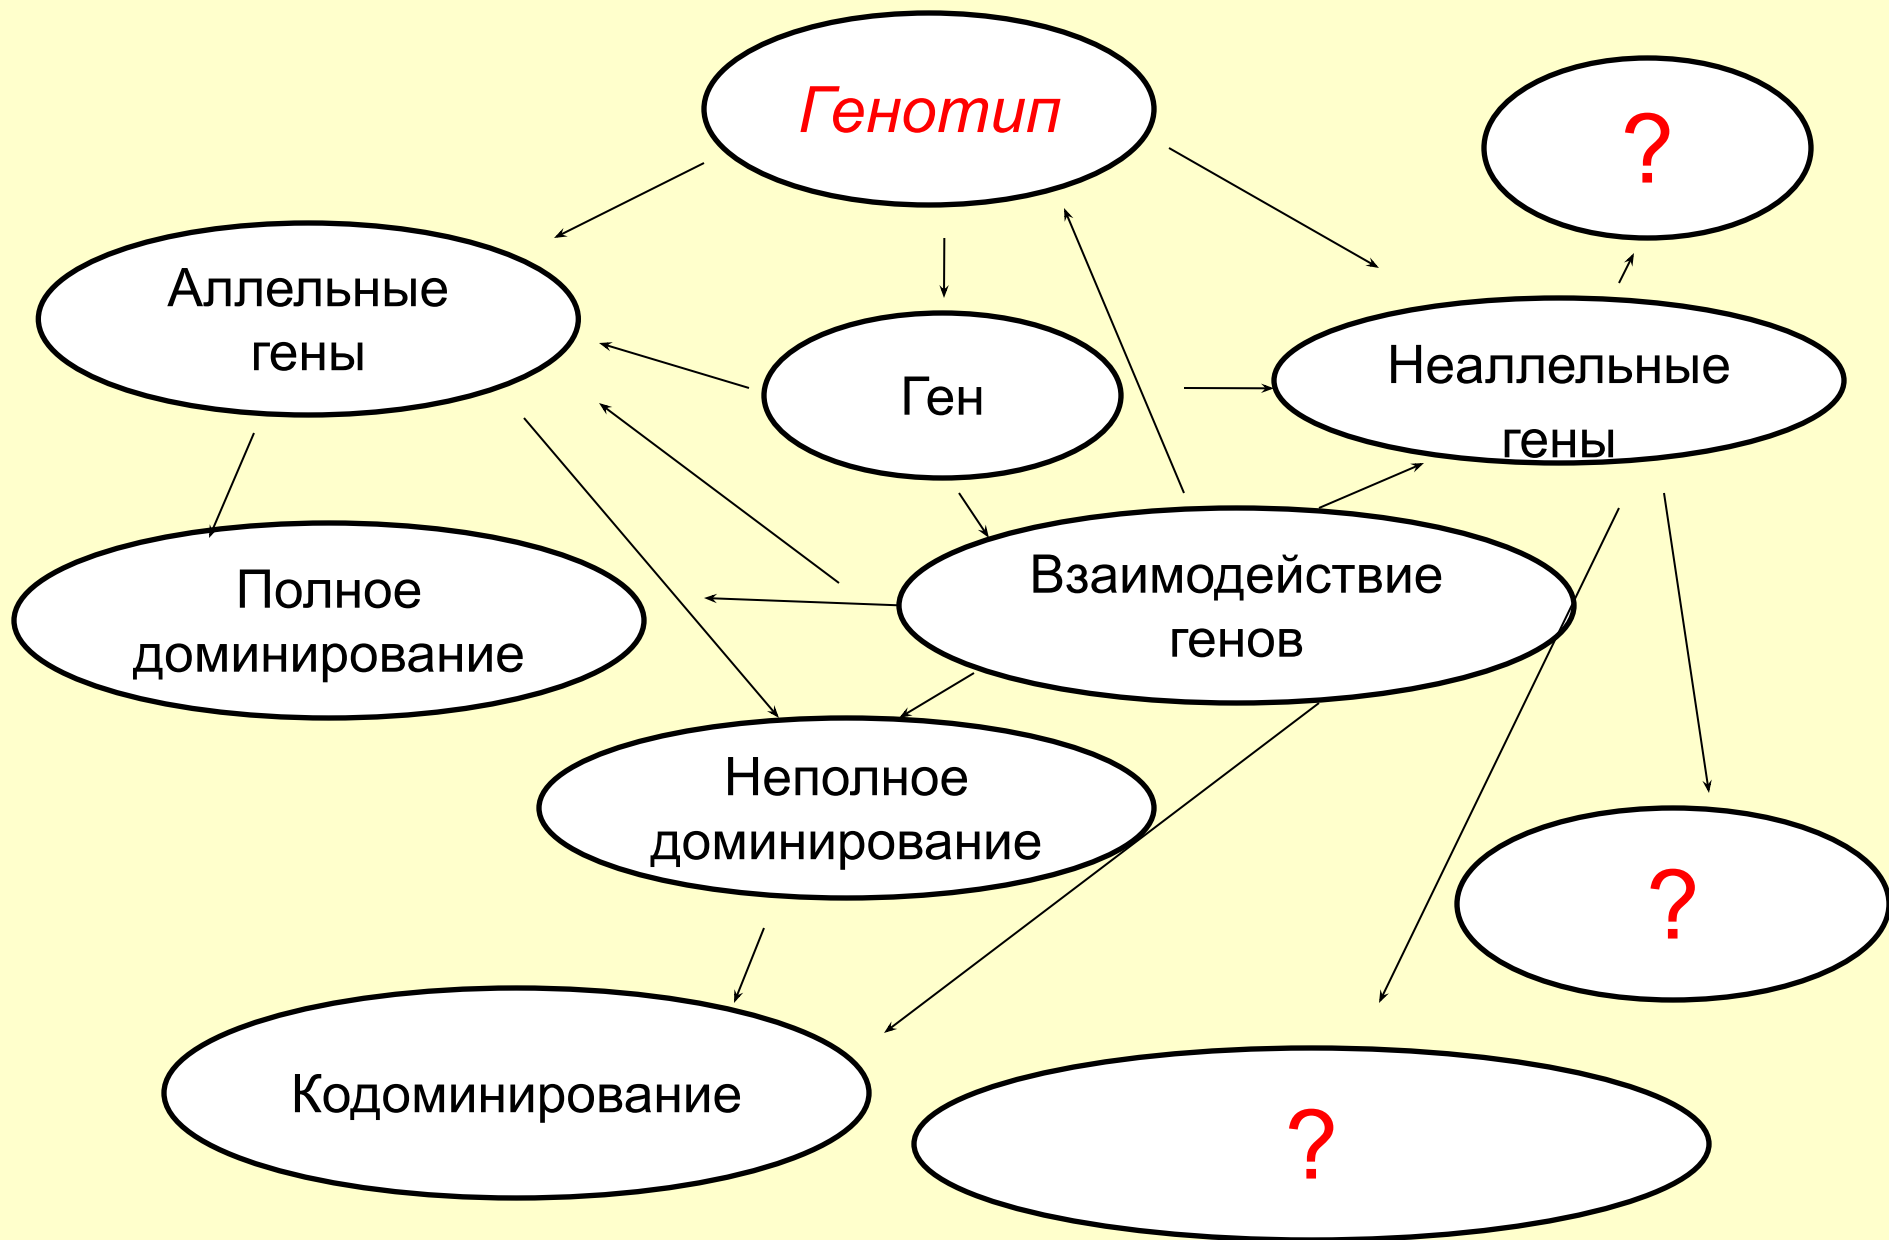 Генотип
?
Аллельные
гены
Ген
Неаллельные
гены
Взаимодействие
генов
Полное
доминирование
Неполное
доминирование
?
Кодоминирование
?